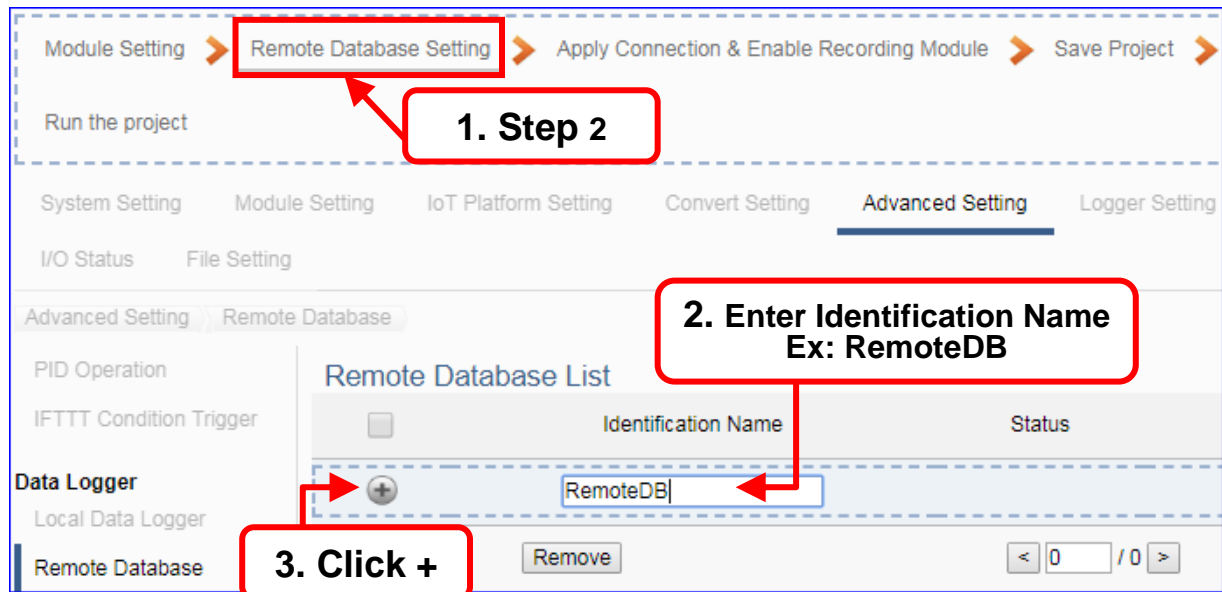 Module Setting Remote Database Setting Apply Connection & Enable Recording Module Save Project
Run the project
1. Step 2
System Setting Module Setting IoT Platform Setting Convert Setting Advanced Setting Logger Setting
I/O Status File Setting
Advanced Setting Remote Database
2. Enter Identification Name
Ex: RemoteDB
PID Operation
IFTTT Condition Trigger
Data Logger
Local Data Logger
Remote Database
Remote Database List
Identification Name Status
RemoteDB
3. Click +
Remove < 0 / 0 >